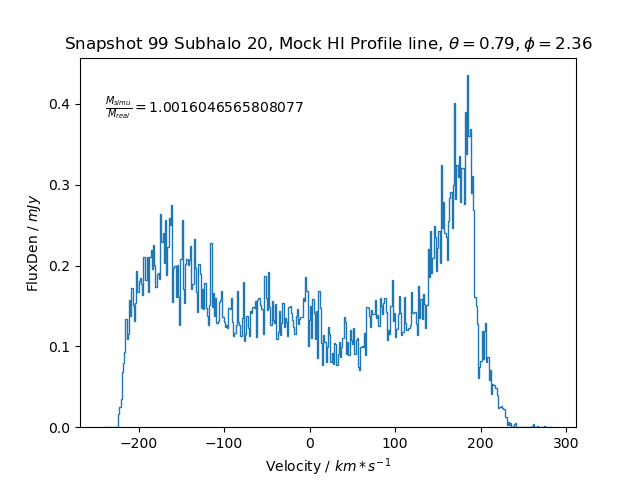 Snapshot 99 Subhalo 20, Mock HI Profile line, θ = 0.79, ϕ = 2.36
M_simu/M_real = 1.0016046565808077
FluxDen / mJy
0.4
0.3
0.2
0.1
0.0
−200 −100 0 100 200 300
Velocity / km * s⁻¹